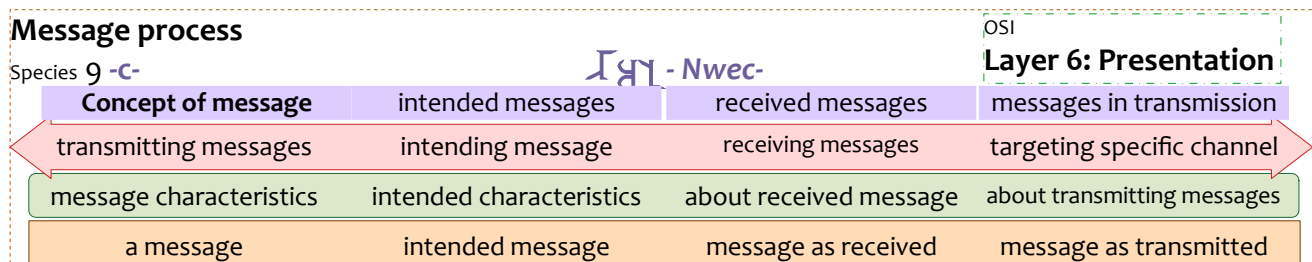 Message process
OSI
Layer 6: Presentation
Species 9 -c-
- Nwec-
Concept of message intended messages received messages messages in transmission
transmitting messages intending message receiving messages targeting specific channel
message characteristics intended characteristics about received message about transmitting messages
a message intended message message as received message as transmitted